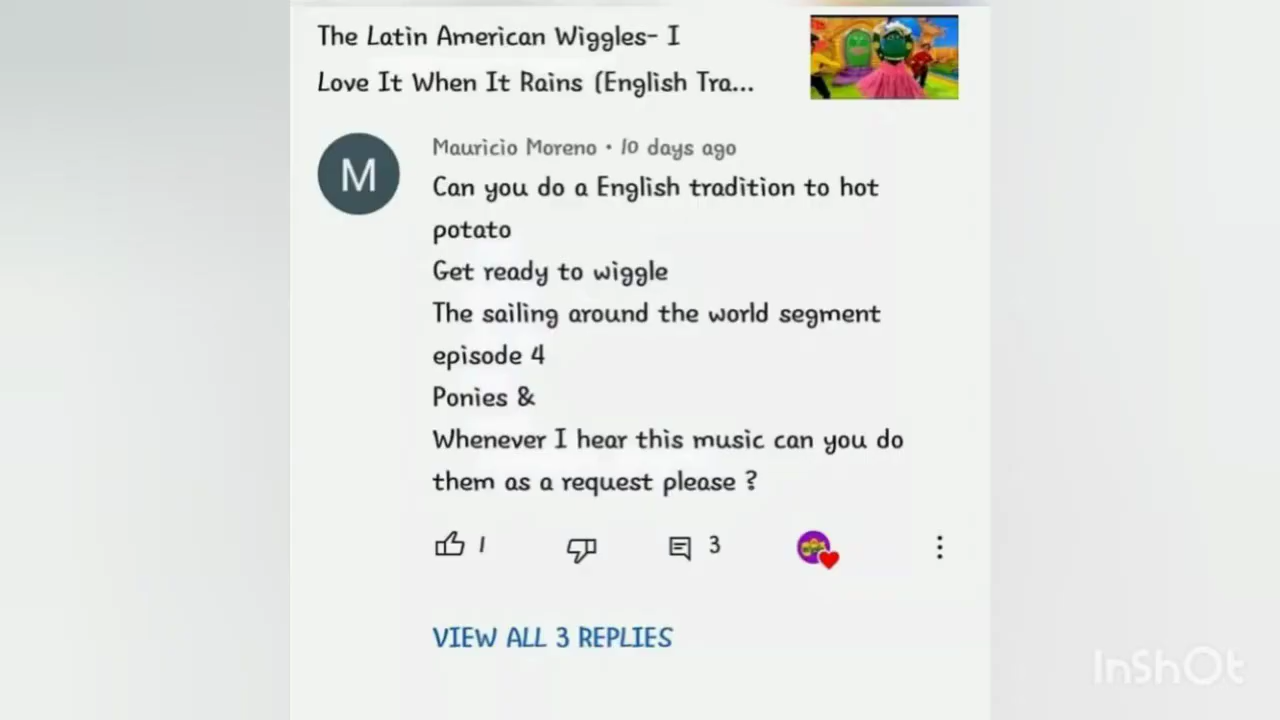 The Latin American Wiggles- I
Love It When It Rains (English Tra...
M
Mauricio Moreno • 10 days ago
Can you do a English tradition to hot
potato
Get ready to wiggle
The sailing around the world segment
episode 4
Ponies &
Whenever I hear this music can you do
them as a request please ?
1
3
VIEW ALL 3 REPLIES
InShOt